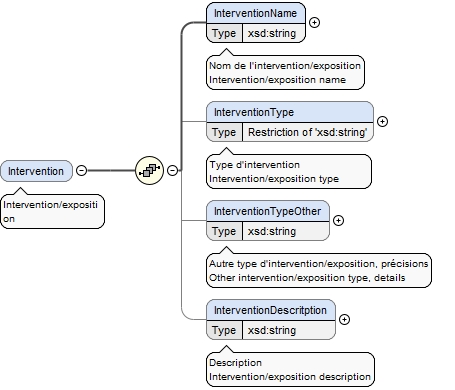 InterventionName
Type xsd:string
Nom de l'intervention/exposition
Intervention/exposition name
InterventionType
Type Restriction of 'xsd:string'
Type d'intervention
Intervention/exposition type
Intervention
Intervention/expositi
on
InterventionTypeOther
Type xsd:string
Autre type d'intervention/exposition, précisions
Other intervention/exposition type, details
InterventionDescritption
Type xsd:string
Description
Intervention/exposition description